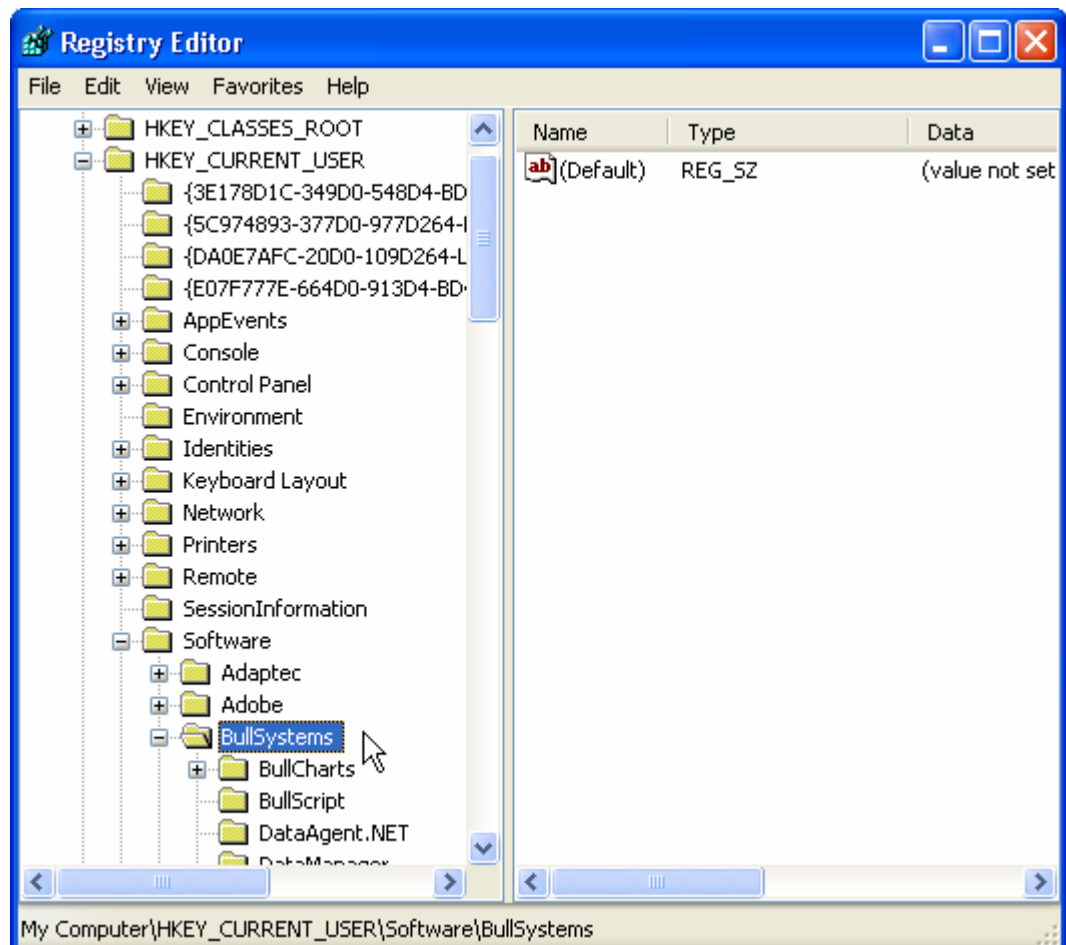 Registry Editor
File Edit View Favorites Help
HKEY_CLASSES_ROOT
HKEY_CURRENT_USER
{3E178D1C-349D0-548D4-BD
{5C974893-377D0-977D264-
{DA0E7AFC-20D0-109D264-L
{E07F777E-664D0-913D4-BD
AppEvents
Console
Control Panel
Environment
Identities
Keyboard Layout
Network
Printers
Remote
SessionInformation
Software
Adaptec
Adobe
BullSystems
BullCharts
BullScript
DataAgent.NET
DataManager
Name Type Data
ab (Default) REG_SZ (value not set
My Computer\HKEY_CURRENT_USER\Software\BullSystems